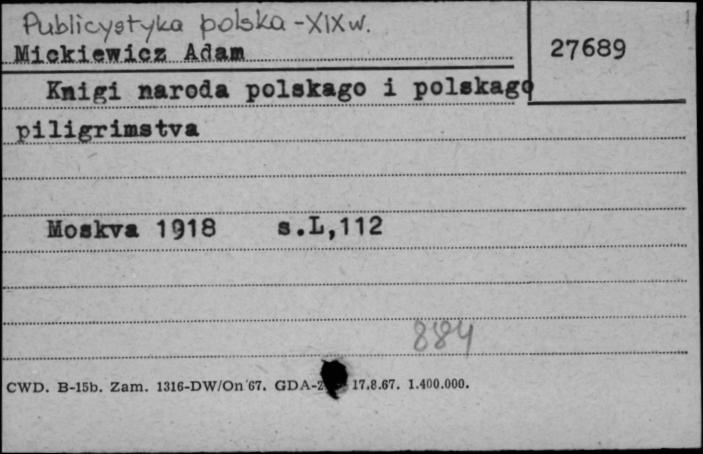 Publicystyka polska - XIX w.
Mickiewicz Adam
27689
Knigi naroda polskago i polskago
piligrimstva
Moskva 1918 s.L,112
884
CWD. B-15b. Zam. 1316-DW/On 67. GDA- 17.8.67. 1.400.000.